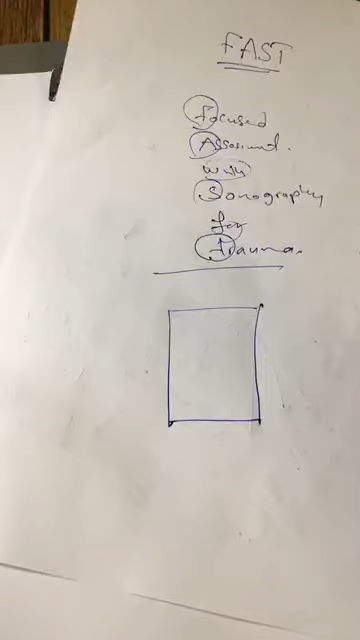 FAST
Focused
Assessment.
with
Sonography
for
Trauma.